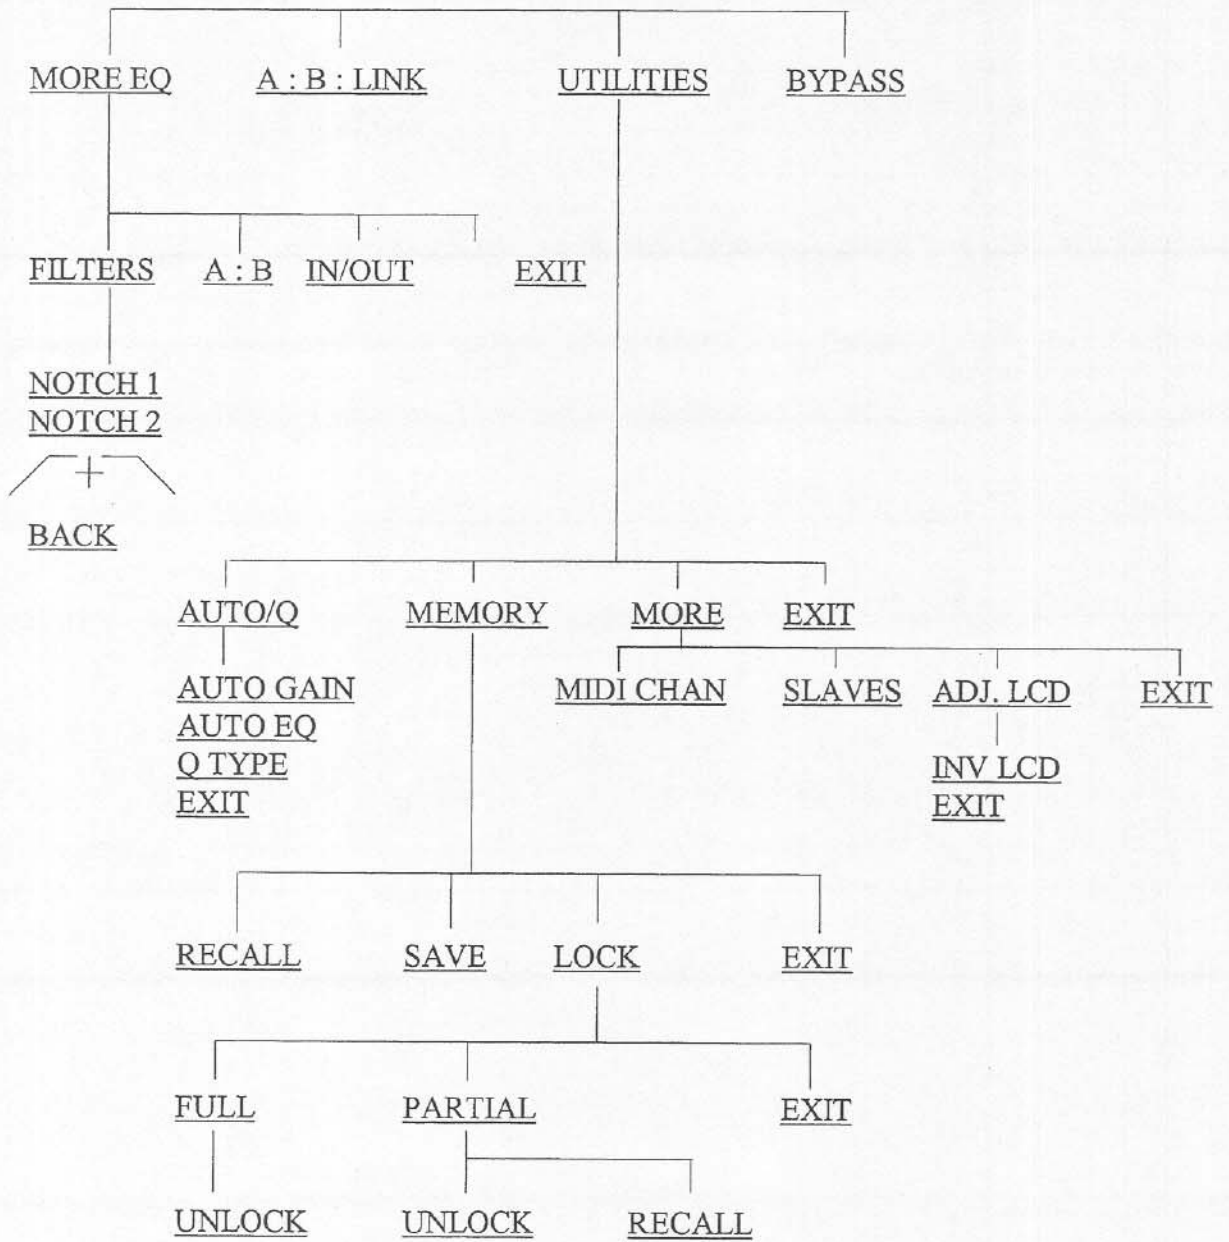 MORE EQ A : B : LINK UTILITIES BYPASS
FILTERS A : B IN/OUT EXIT
NOTCH 1
NOTCH 2
BACK
AUTO/Q MEMORY MORE EXIT
AUTO GAIN MIDI CHAN SLAVES ADJ. LCD EXIT
AUTO EQ
Q TYPE INV LCD
EXIT EXIT
RECALL SAVE LOCK EXIT
FULL PARTIAL EXIT
UNLOCK UNLOCK RECALL